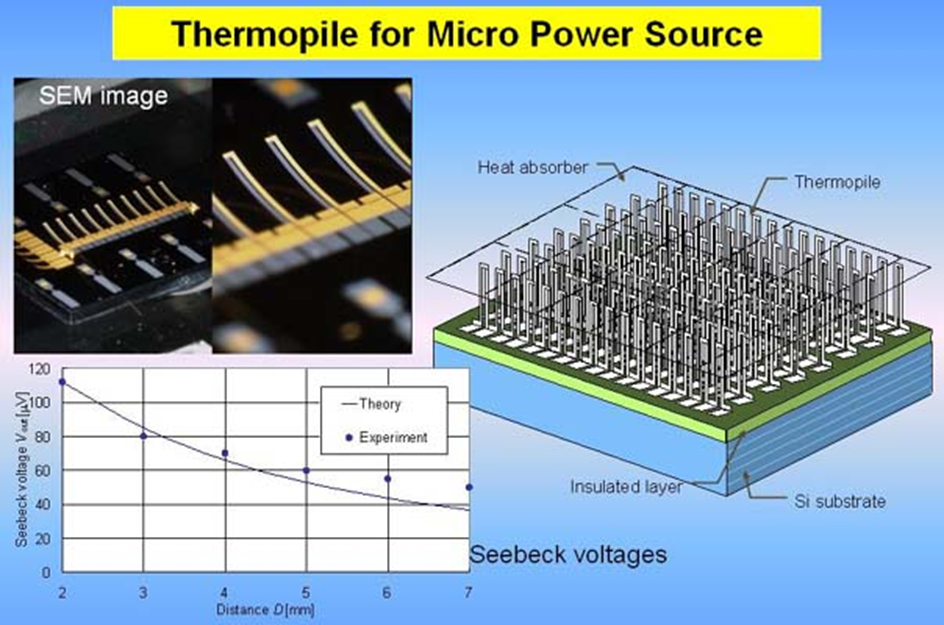 Thermopile for Micro Power Source
SEM image
Heat absorber
Thermopile
Insulated layer
Si substrate
120
100
80
60
40
20
0
Seebeck voltage Vout[μV]
Theory
Experiment
2 3 4 5 6 7
Distance D[mm]
Seebeck voltages